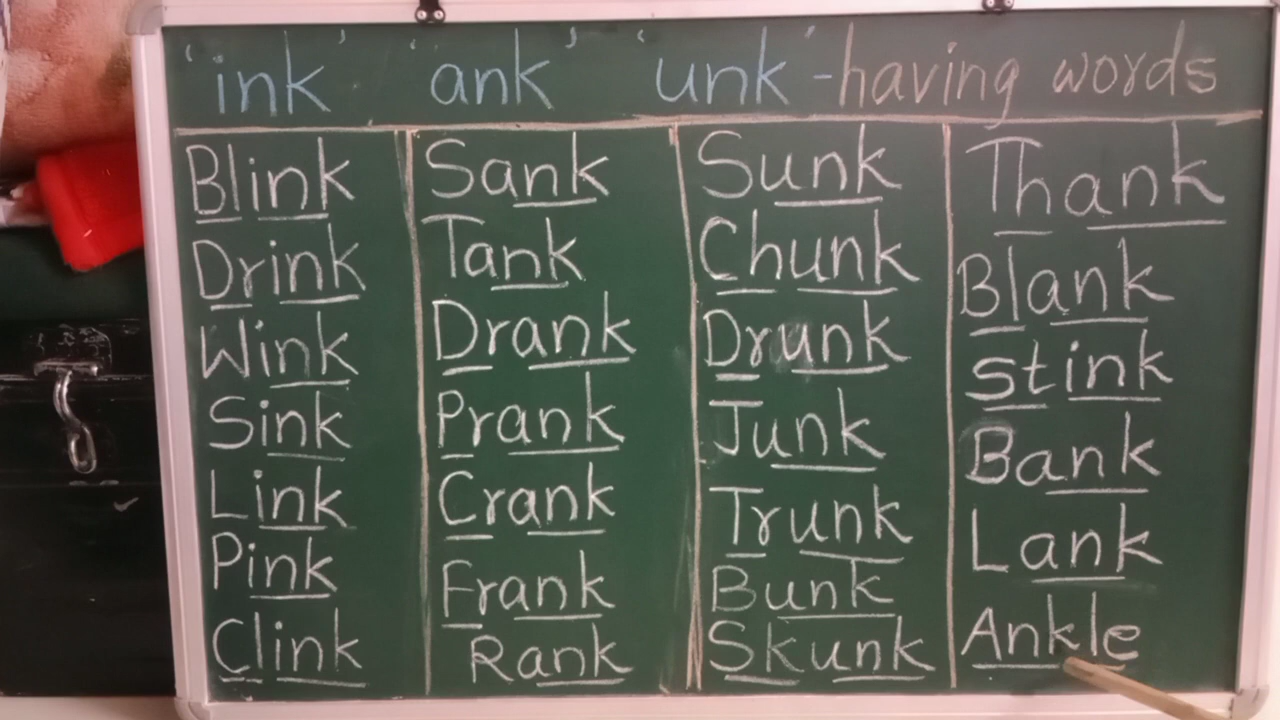 'ink' 'ank' 'unk'-having words
Blink
Drink
Wink
Sink
Link
Pink
Clink
Sank
Tank
Drank
Prank
Crank
Frank
Rank
Sunk
Chunk
Drunk
Junk
Trunk
Bunk
Skunk
Thank
Blank
stink
Bank
Lank
Ankle